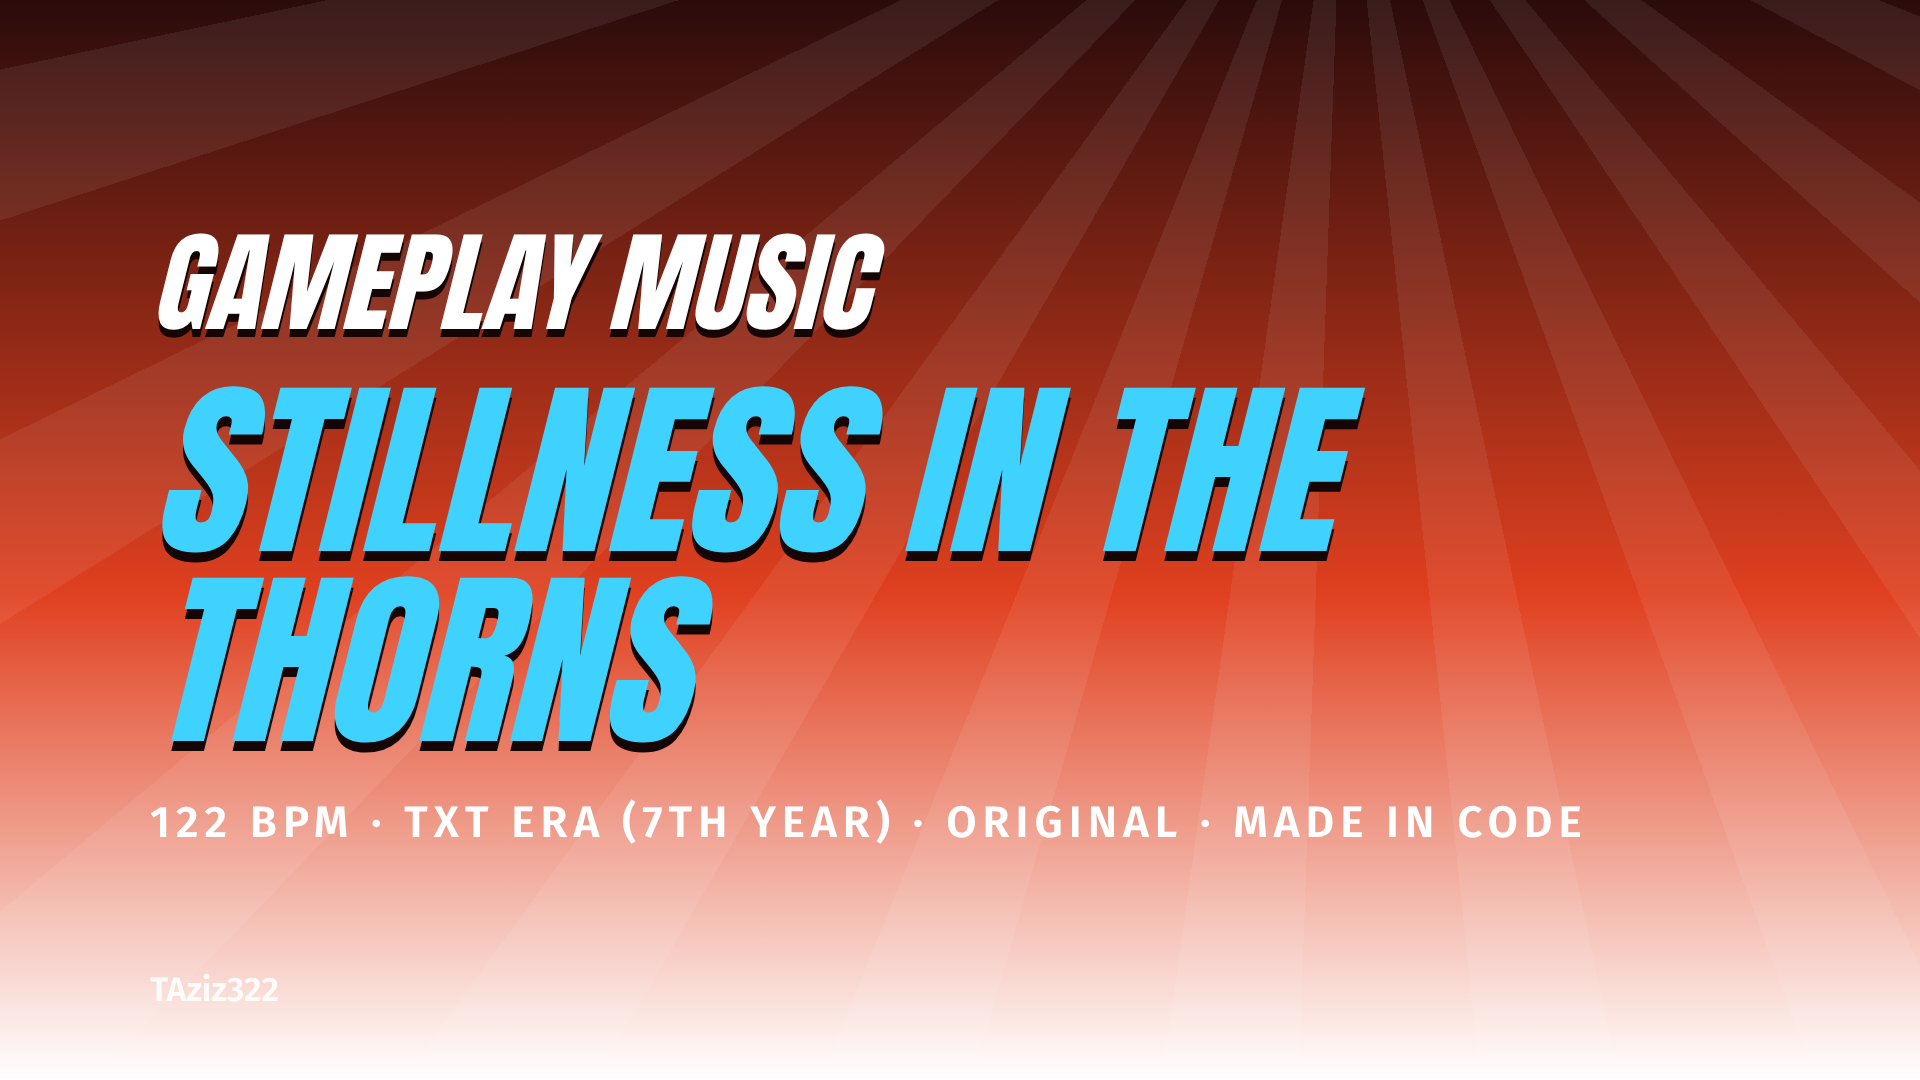 GAMEPLAY MUSIC
STILLNESS IN THE
THORNS
122 BPM · TXT ERA (7TH YEAR) · ORIGINAL · MADE IN CODE
TAziz322